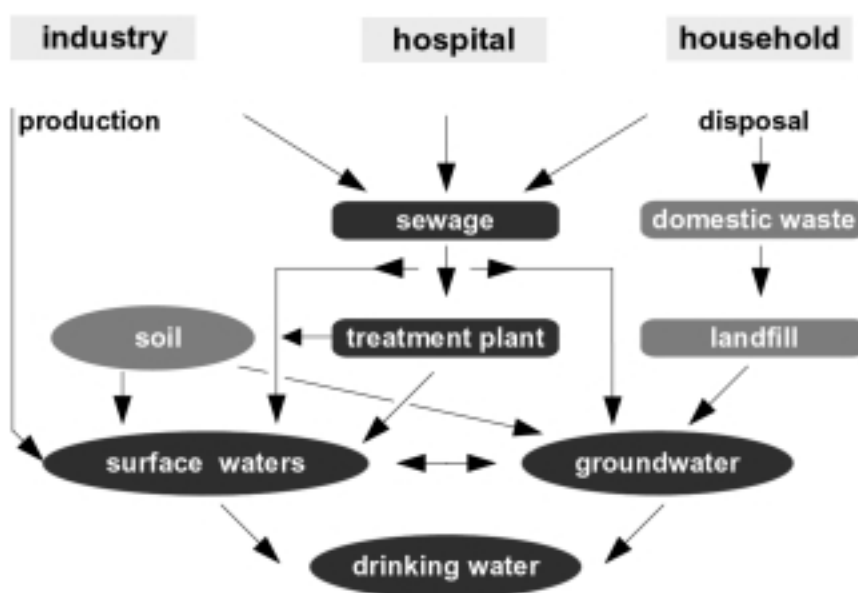 industry
hospital
household
production
disposal
sewage
domestic waste
soil
treatment plant
landfill
surface waters
groundwater
drinking water